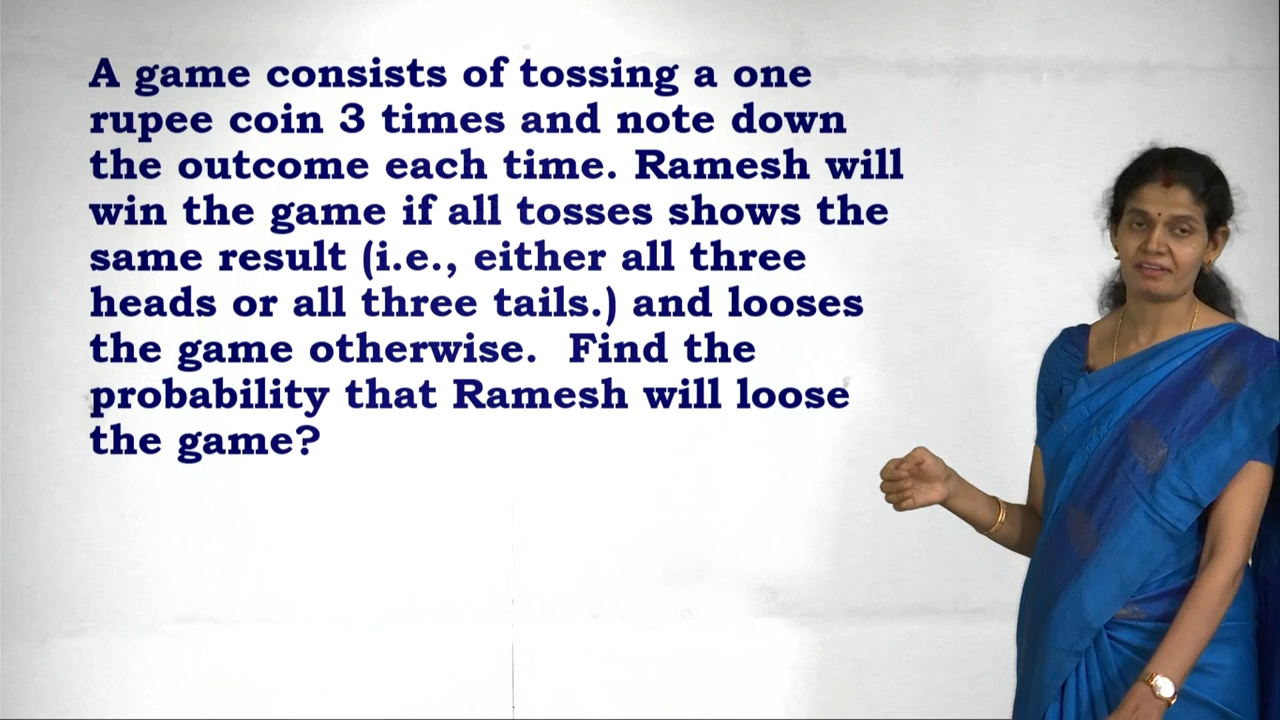 A game consists of tossing a one
rupee coin 3 times and note down
the outcome each time. Ramesh will
win the game if all tosses shows the
same result (i.e., either all three
heads or all three tails.) and looses
the game otherwise.  Find the
probability that Ramesh will loose
the game?